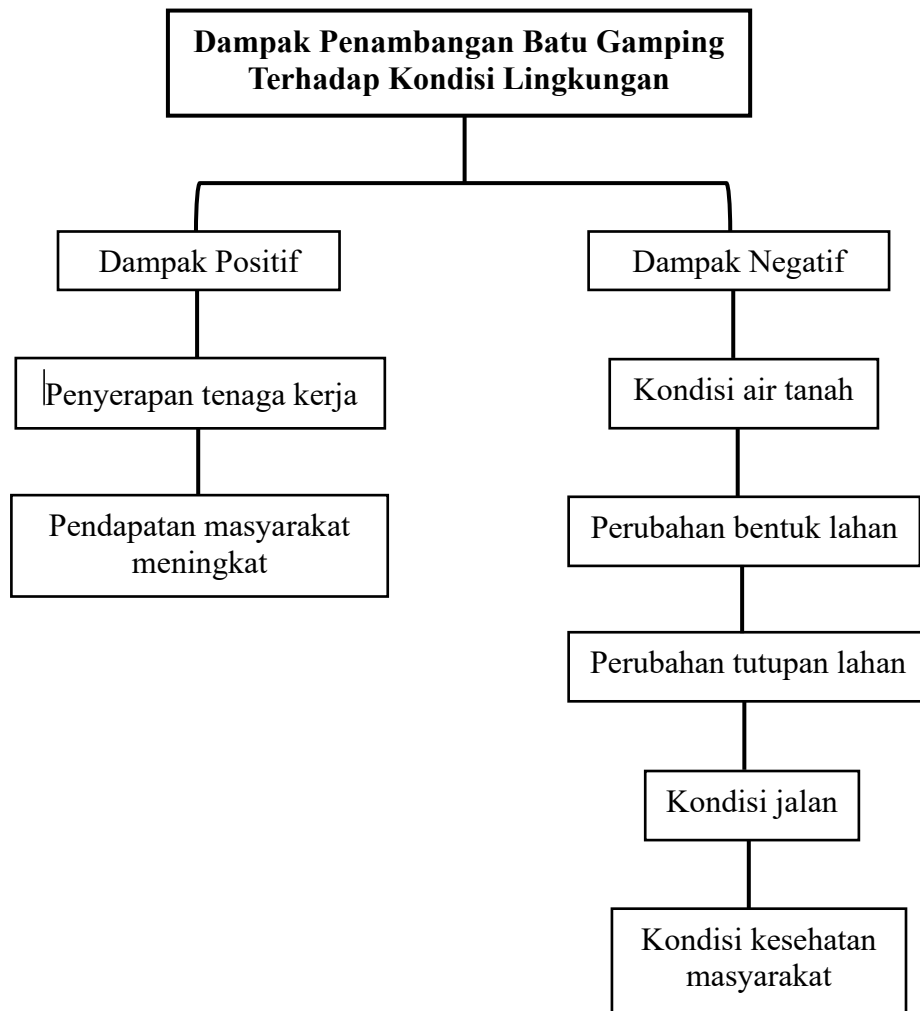 Dampak Penambangan Batu Gamping
Terhadap Kondisi Lingkungan
Dampak Positif
Dampak Negatif
Penyerapan tenaga kerja
Kondisi air tanah
Pendapatan masyarakat
meningkat
Perubahan bentuk lahan
Perubahan tutupan lahan
Kondisi jalan
Kondisi kesehatan
masyarakat